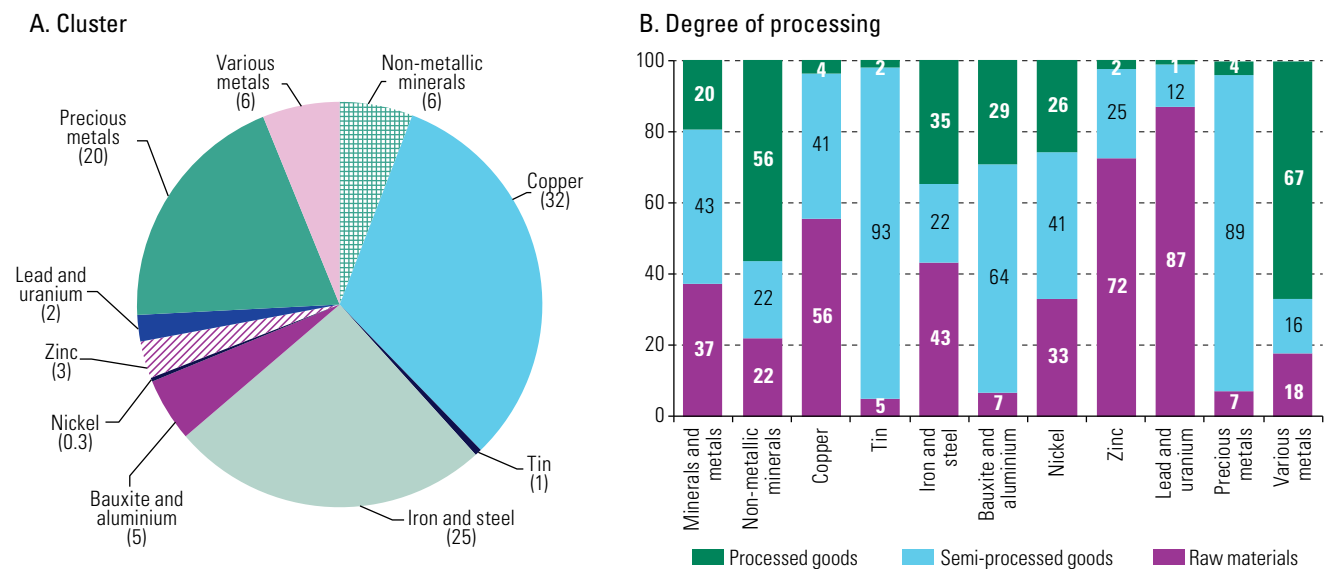 A. Cluster
Various
metals
(6)
Non-metallic
minerals
(6)
Precious
metals
(20)
Copper
(32)
Lead and
uranium
(2)
Zinc
(3)
Nickel
(0.3)
Bauxite and
aluminium
(5)
Iron and steel
(25)
Tin
(1)
B. Degree of processing
100
80
60
40
20
0
20
43
37
56
22
22
4
41
56
2
93
5
35
22
43
29
64
7
26
41
33
2
25
72
1
12
87
4
89
7
67
16
18
Minerals and
metals
Non-metallic
minerals
Copper
Tin
Iron and
steel
Bauxite and
aluminium
Nickel
Zinc
Lead and
uranium
Precious
metals
Various
metals
Processed goods
Semi-processed goods
Raw materials